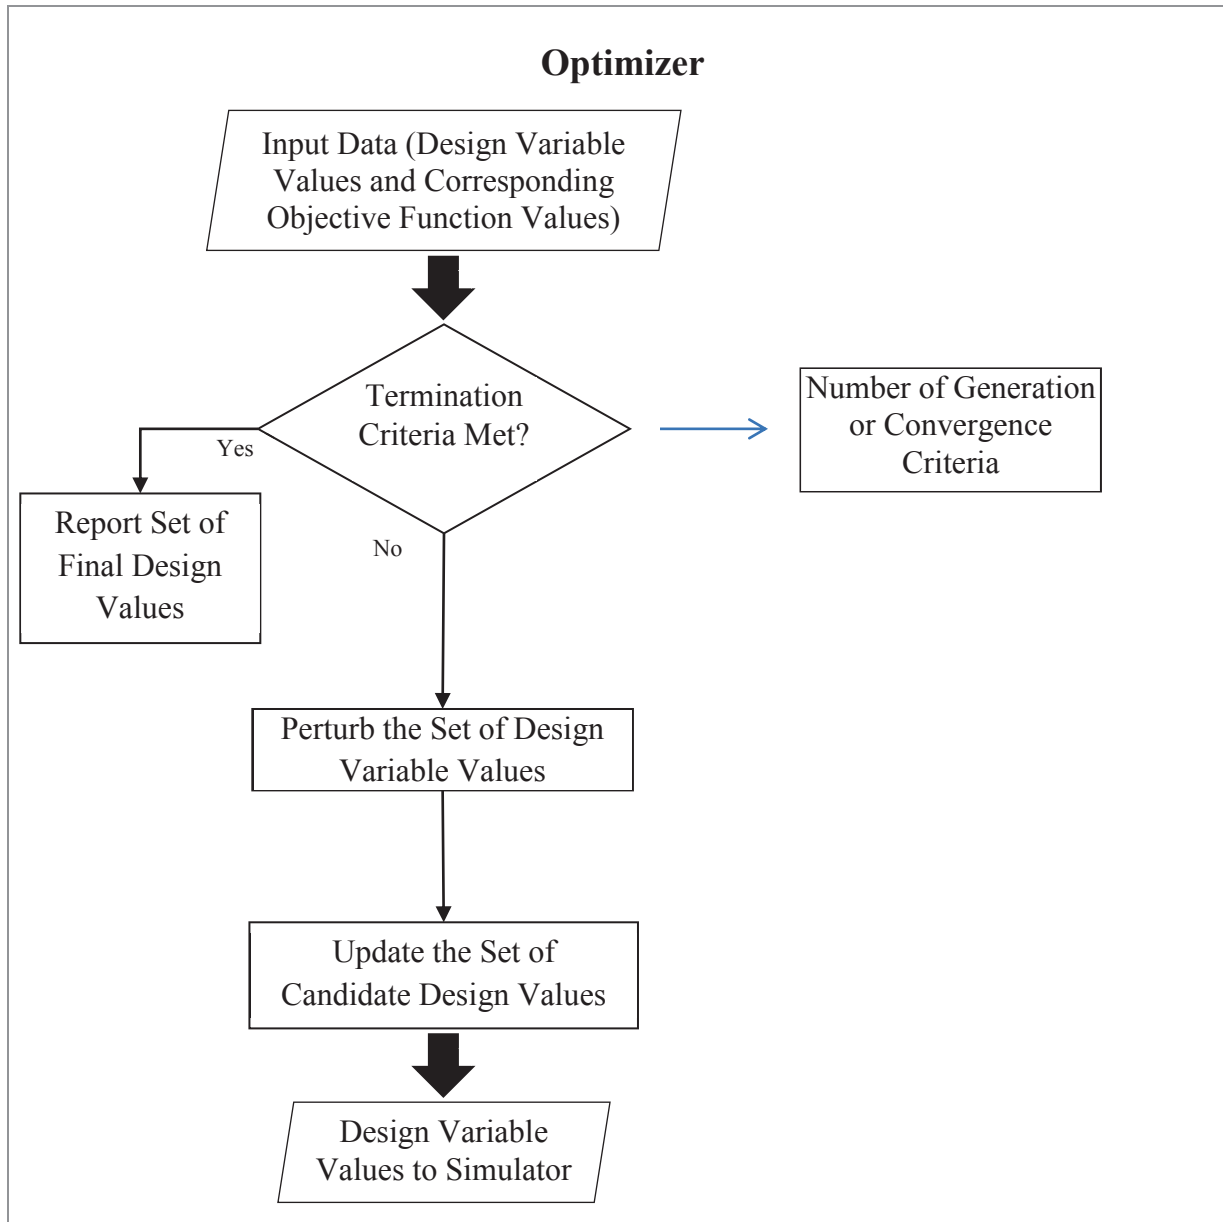 Optimizer
Input Data (Design Variable
Values and Corresponding
Objective Function Values)
Termination
Criteria Met?
Number of Generation
or Convergence
Criteria
Yes
Report Set of
Final Design
Values
No
Perturb the Set of Design
Variable Values
Update the Set of
Candidate Design Values
Design Variable
Values to Simulator